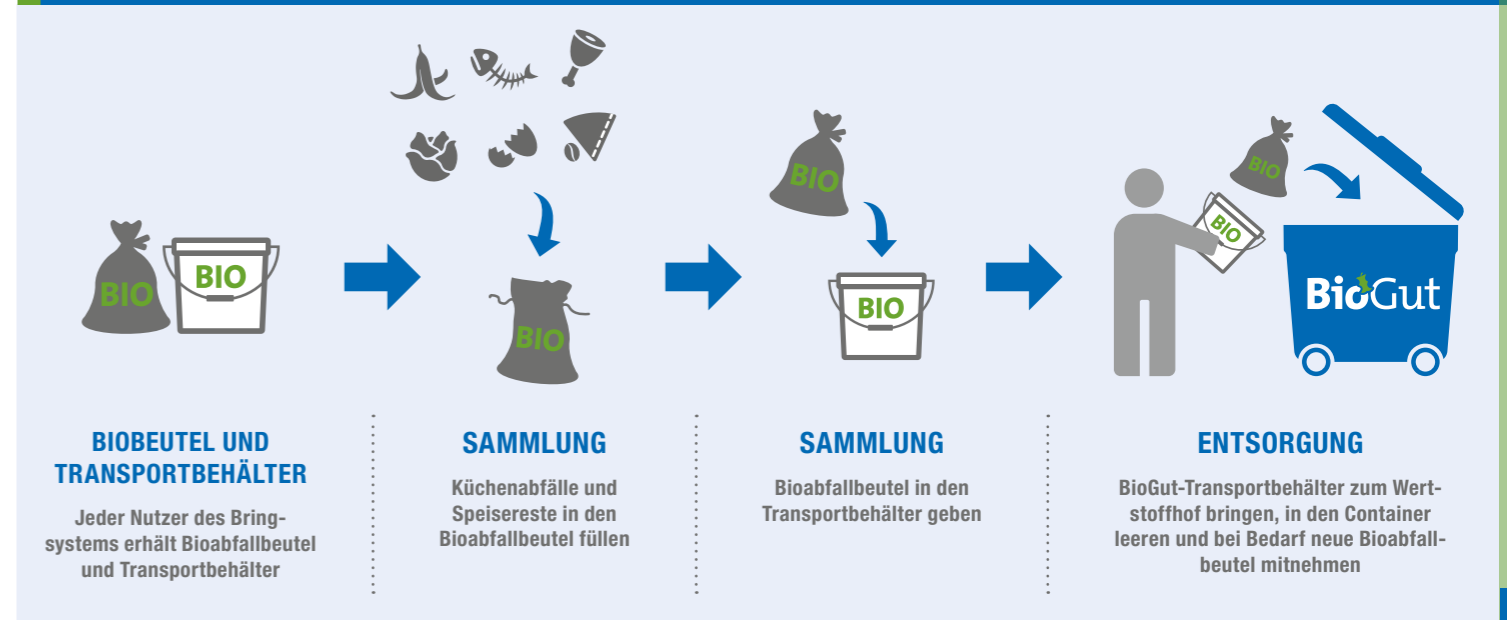 BIO
BIO
BIO
BIO
BIO
BIO
BIO
BioGut
BIOBEUTEL UND
TRANSPORTBEHÄLTER
Jeder Nutzer des Bring-
systems erhält Bioabfallbeutel
und Transportbehälter
SAMMLUNG
Küchenabfälle und
Speisereste in den
Bioabfallbeutel füllen
SAMMLUNG
Bioabfallbeutel in den
Transportbehälter geben
ENTSORGUNG
BioGut-Transportbehälter zum Wert-
stoffhof bringen, in den Container
leeren und bei Bedarf neue Bioabfall-
beutel mitnehmen